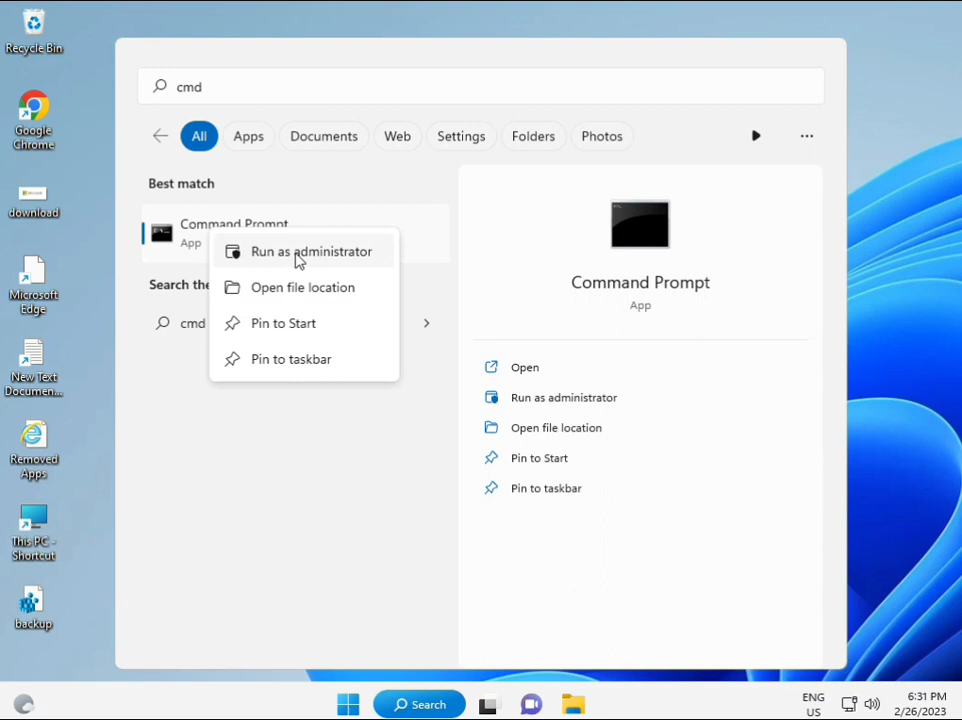 Recycle Bin
Google
Chrome
download
Microsoft
Edge
New Text
Documen...
Removed
Apps
This PC -
Shortcut
backup
cmd
All
Apps
Documents
Web
Settings
Folders
Photos
Best match
Command Prompt
App
Search the
cmd
Run as administrator
Open file location
Pin to Start
Pin to taskbar
Command Prompt
App
Open
Run as administrator
Open file location
Pin to Start
Pin to taskbar
Search
ENG
US
6:31 PM
2/26/2023